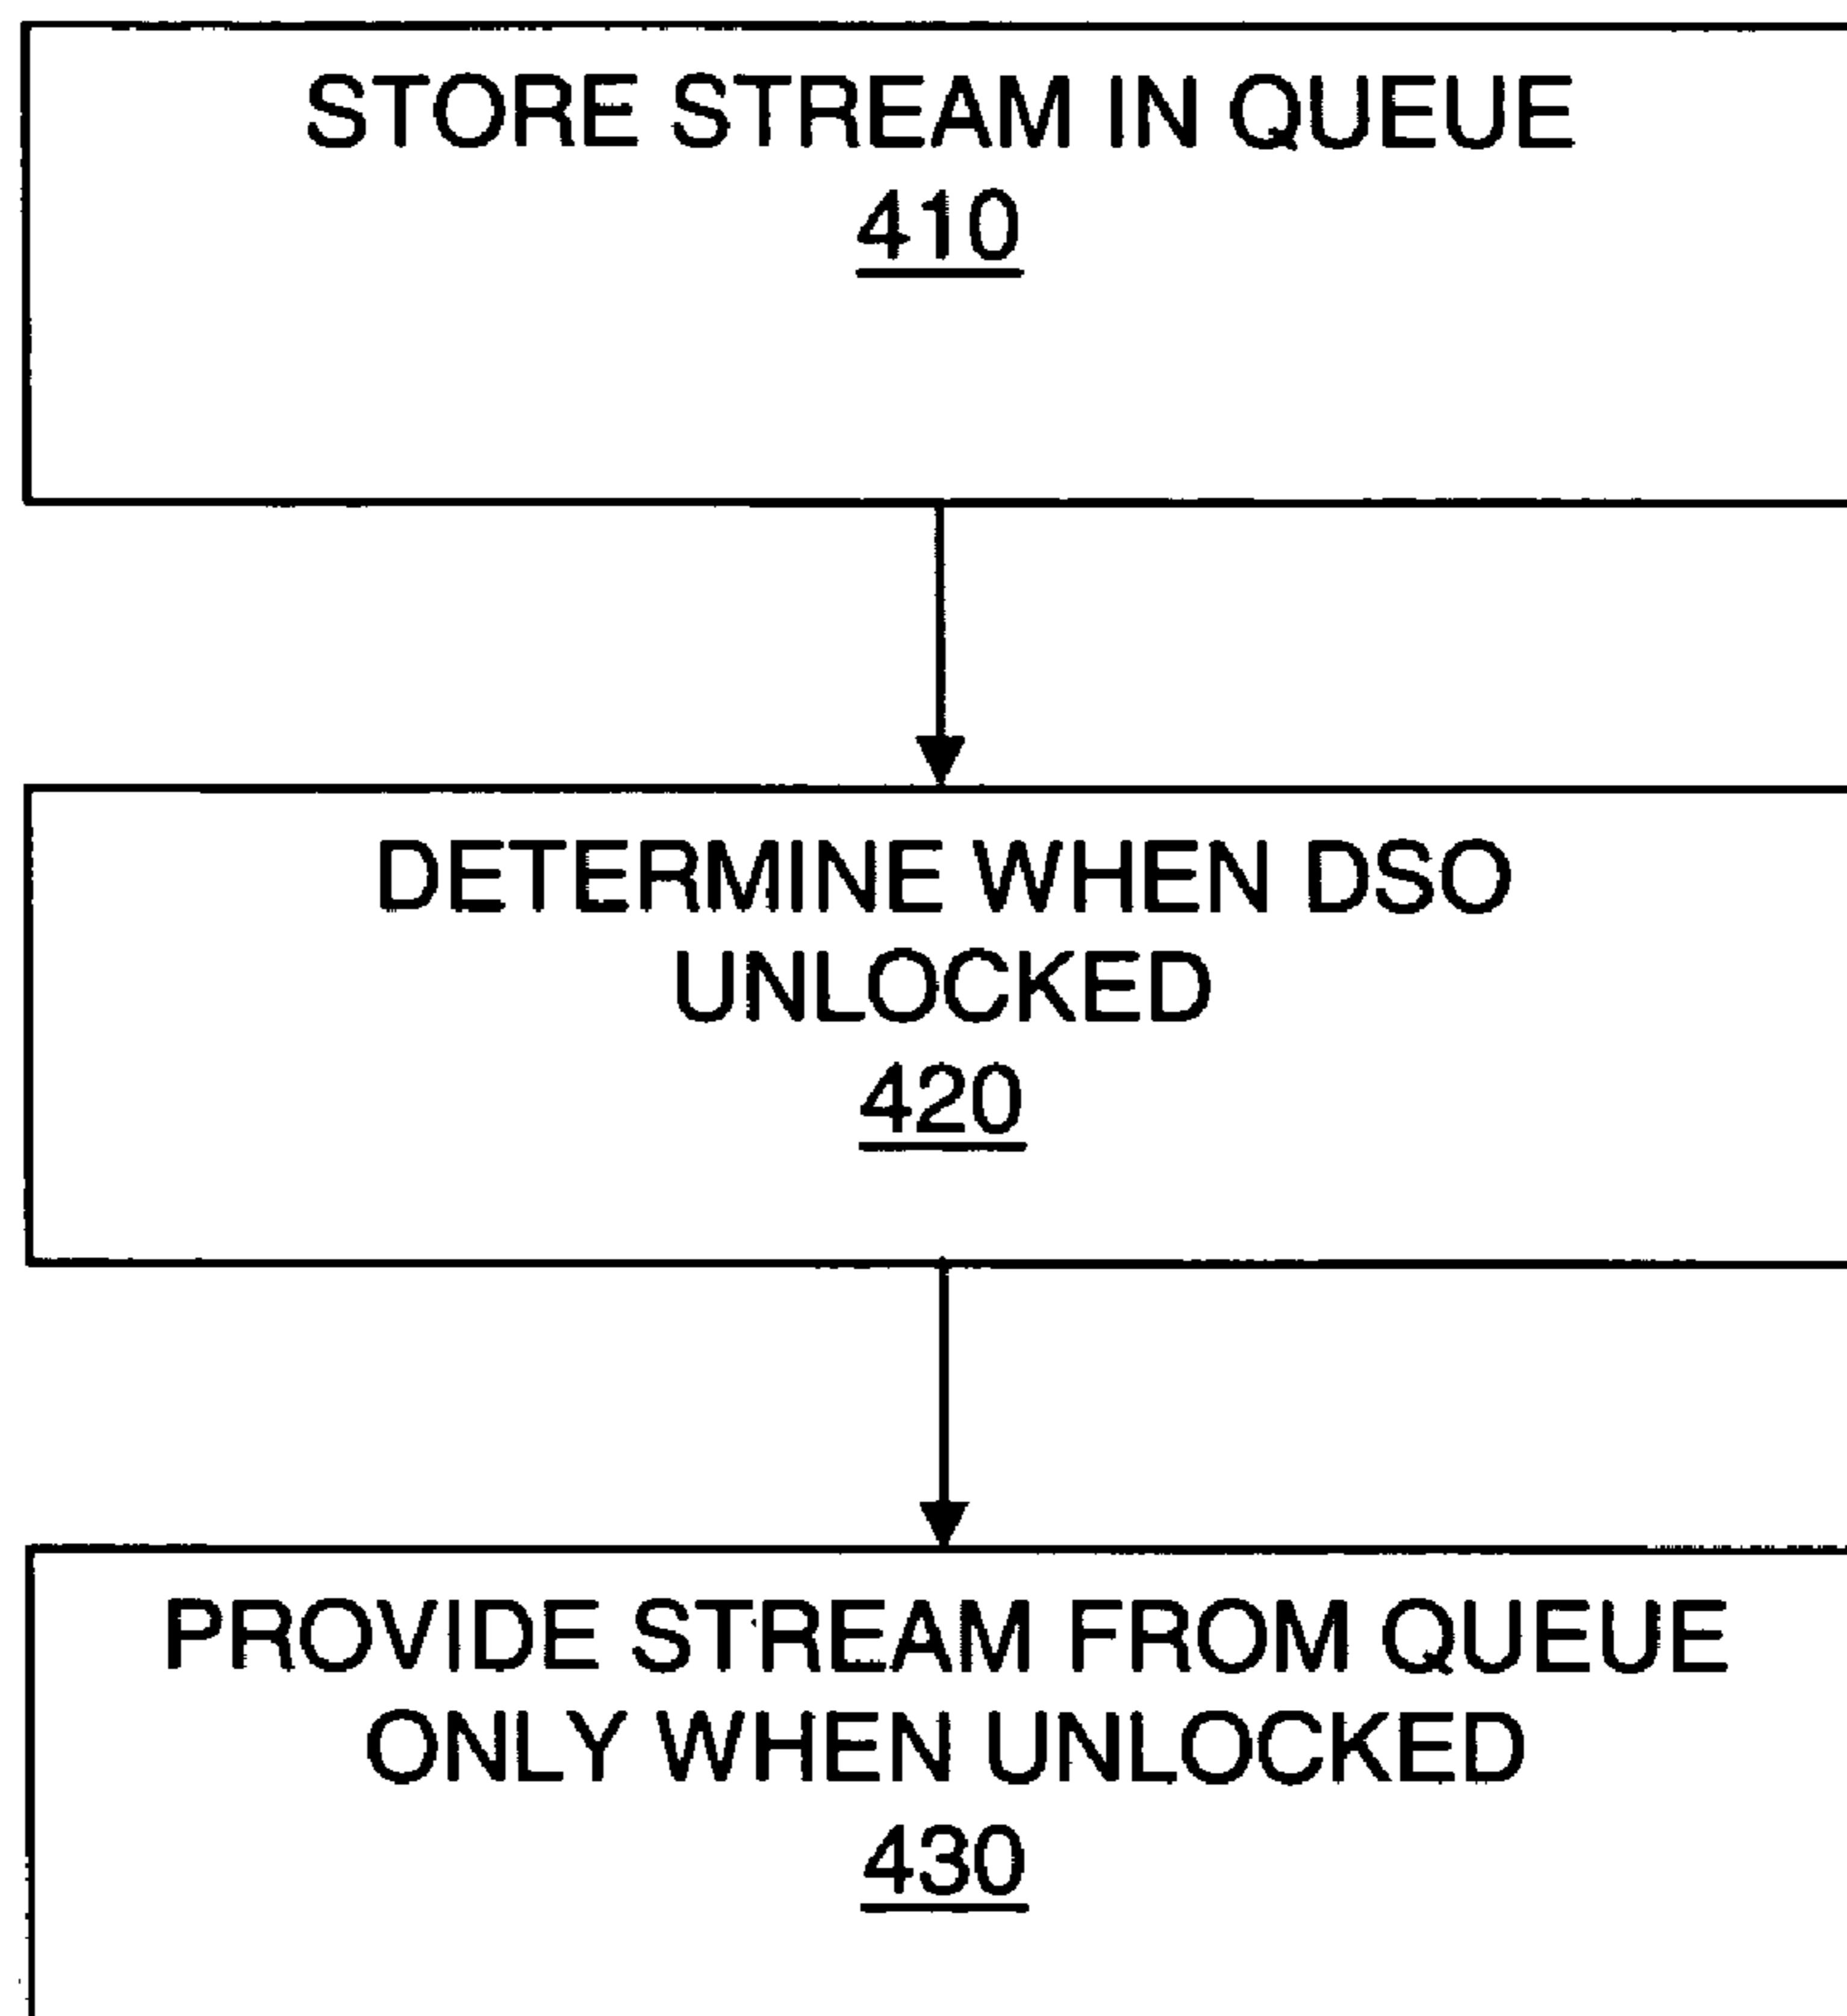 STORE STREAM IN QUEUE
410
DETERMINE WHEN DSO
UNLOCKED
420
PROVIDE STREAM FROM QUEUE
ONLY WHEN UNLOCKED
430